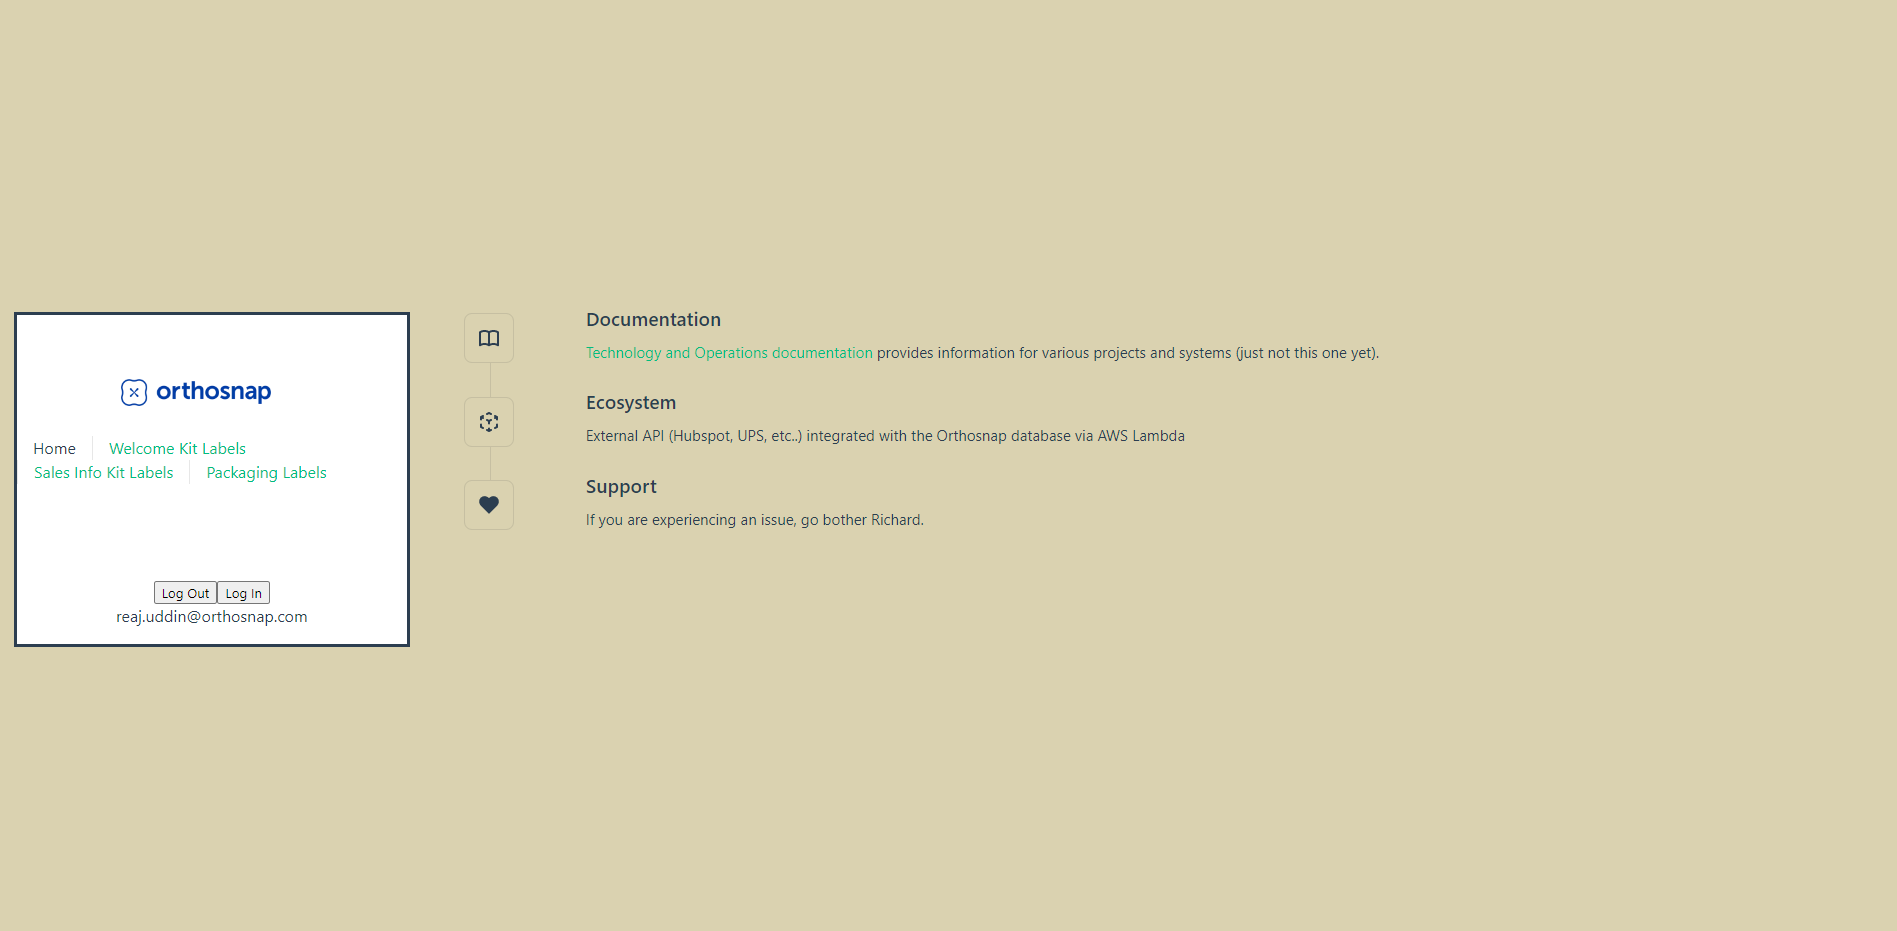 orthosnap
Home
Welcome Kit Labels
Sales Info Kit Labels
Packaging Labels
Log Out
Log In
reaj.uddin@orthosnap.com
Documentation
Technology and Operations documentation provides information for various projects and systems (just not this one yet).
Ecosystem
External API (Hubspot, UPS, etc..) integrated with the Orthosnap database via AWS Lambda
Support
If you are experiencing an issue, go bother Richard.